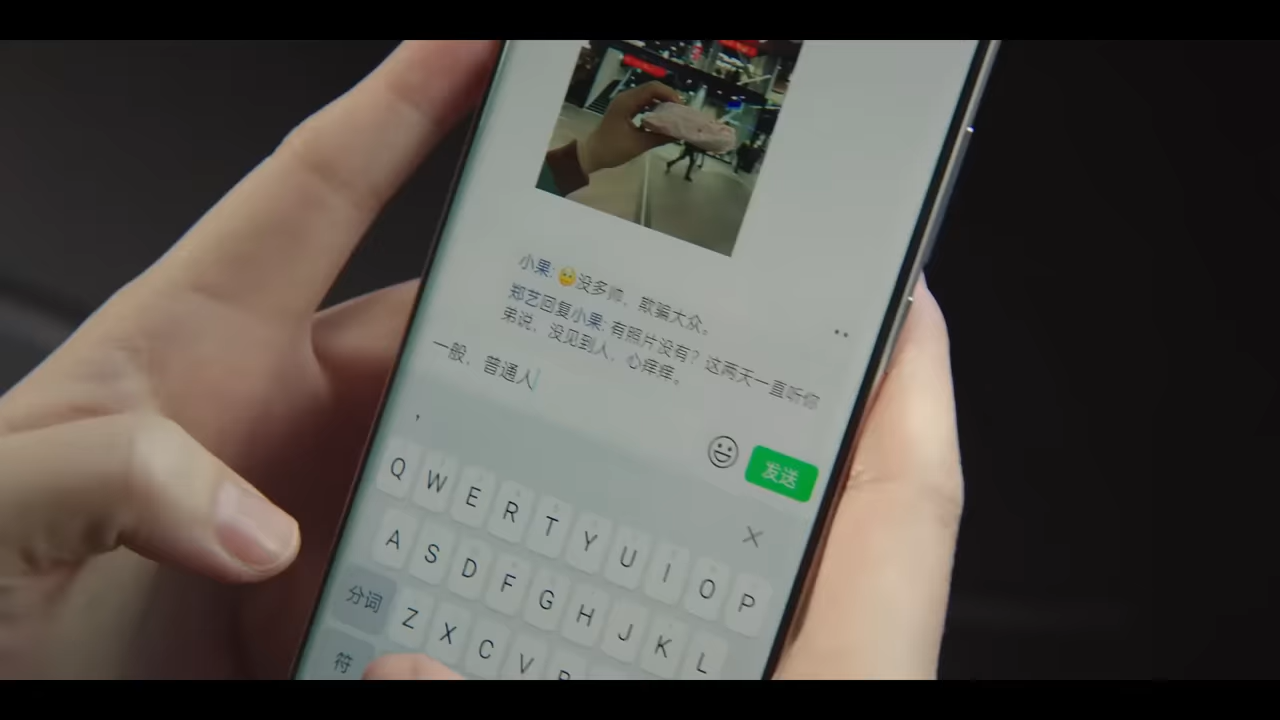 小果: 🥺没多帅，欺骗大众。
郑艺回复小果: 有照片没有？这两天一直听你
弟说，没见到人，心痒痒。
一般，普通人
，
发送
Q W E R T Y U I O P
A S D F G H J K L
分词 Z X C V B
符